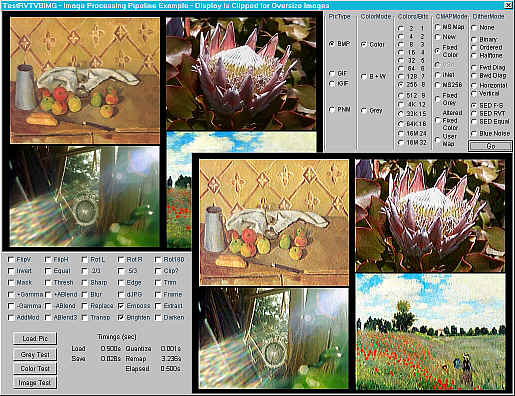 TestRVTVBIMG - Image Processing Pipeline Example - Display is Clipped for Oversize Images
PicType ColorMode Colors/Bits CMAPMode DitherMode
BMP
GIF
IGIF
PNM
Color
B + W
Grey
2 1
4 2
8 3
16 4
32 5
64 6
128 7
256 8
512 9
4K 12
32K 15
64K 16
16M 24
16M 32
MS Map
New
Fixed
Color
iNet
MS256
Fixed
Grey
Altered
Fixed
Color
User
Map
None
Binary
Ordered
Halftone
Fwd Diag
Bwd Diag
Horizontal
Vertical
SED F-S
SED RVT
SED Equal
Blue Noise
Go
FlipV FlipH Rot L Rot R Rot180
Invert Equal 2/3 5/3 Clip?
Mask Thresh Sharp Edge Trim
+Gamma +ABlend Blur dJPG Frame
-Gamma -ABlend Replace Emboss Extract
AddMod ABlend3 Transp Brighten Darken
Load Pic
Grey Test
Color Test
Image Test
Timings (sec)
Load 0.500s Quantize 0.001s
Save 0.028s Remap 3.236s
Elapsed 0.500s